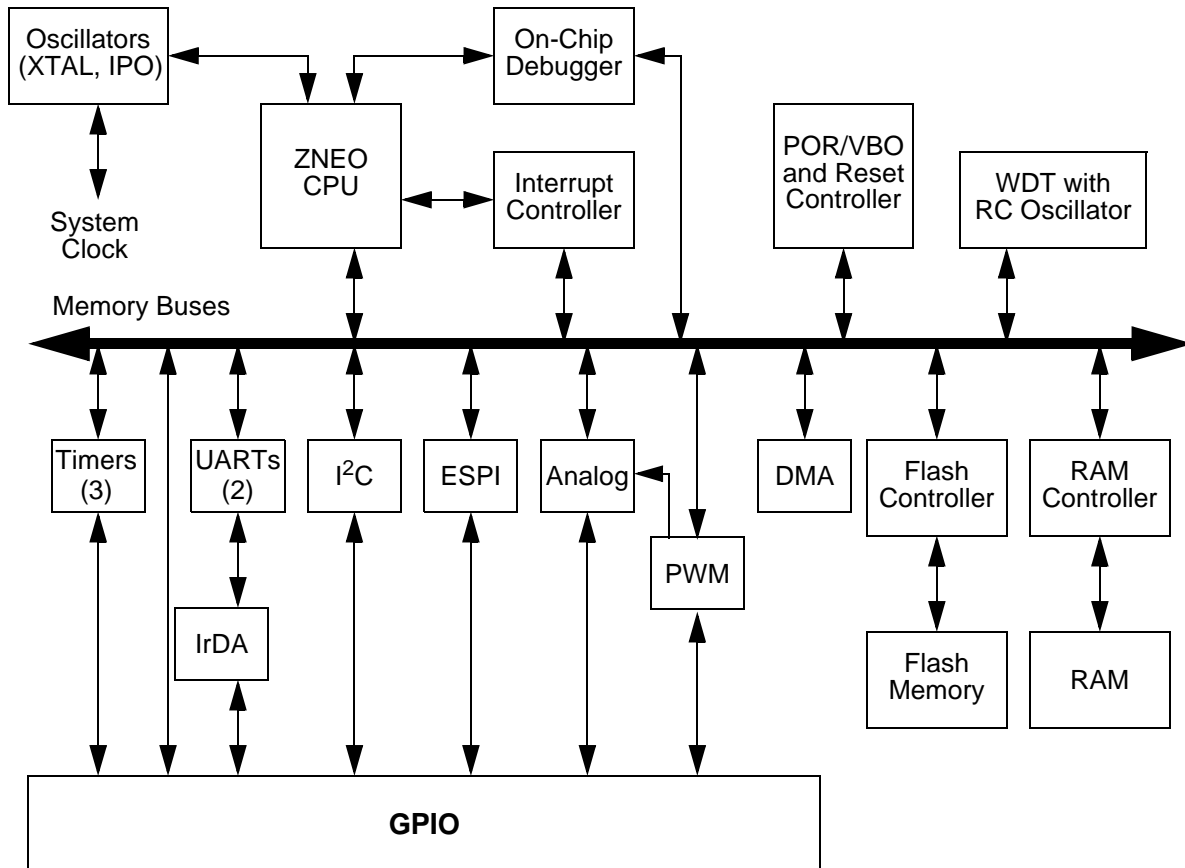 Oscillators
(XTAL, IPO)
On-Chip
Debugger
ZNEO
CPU
Interrupt
Controller
POR/VBO
and Reset
Controller
WDT with
RC Oscillator
System
Clock
Memory Buses
Timers
(3)
UARTs
(2)
I²C
ESPI
Analog
DMA
Flash
Controller
RAM
Controller
PWM
IrDA
Flash
Memory
RAM
GPIO